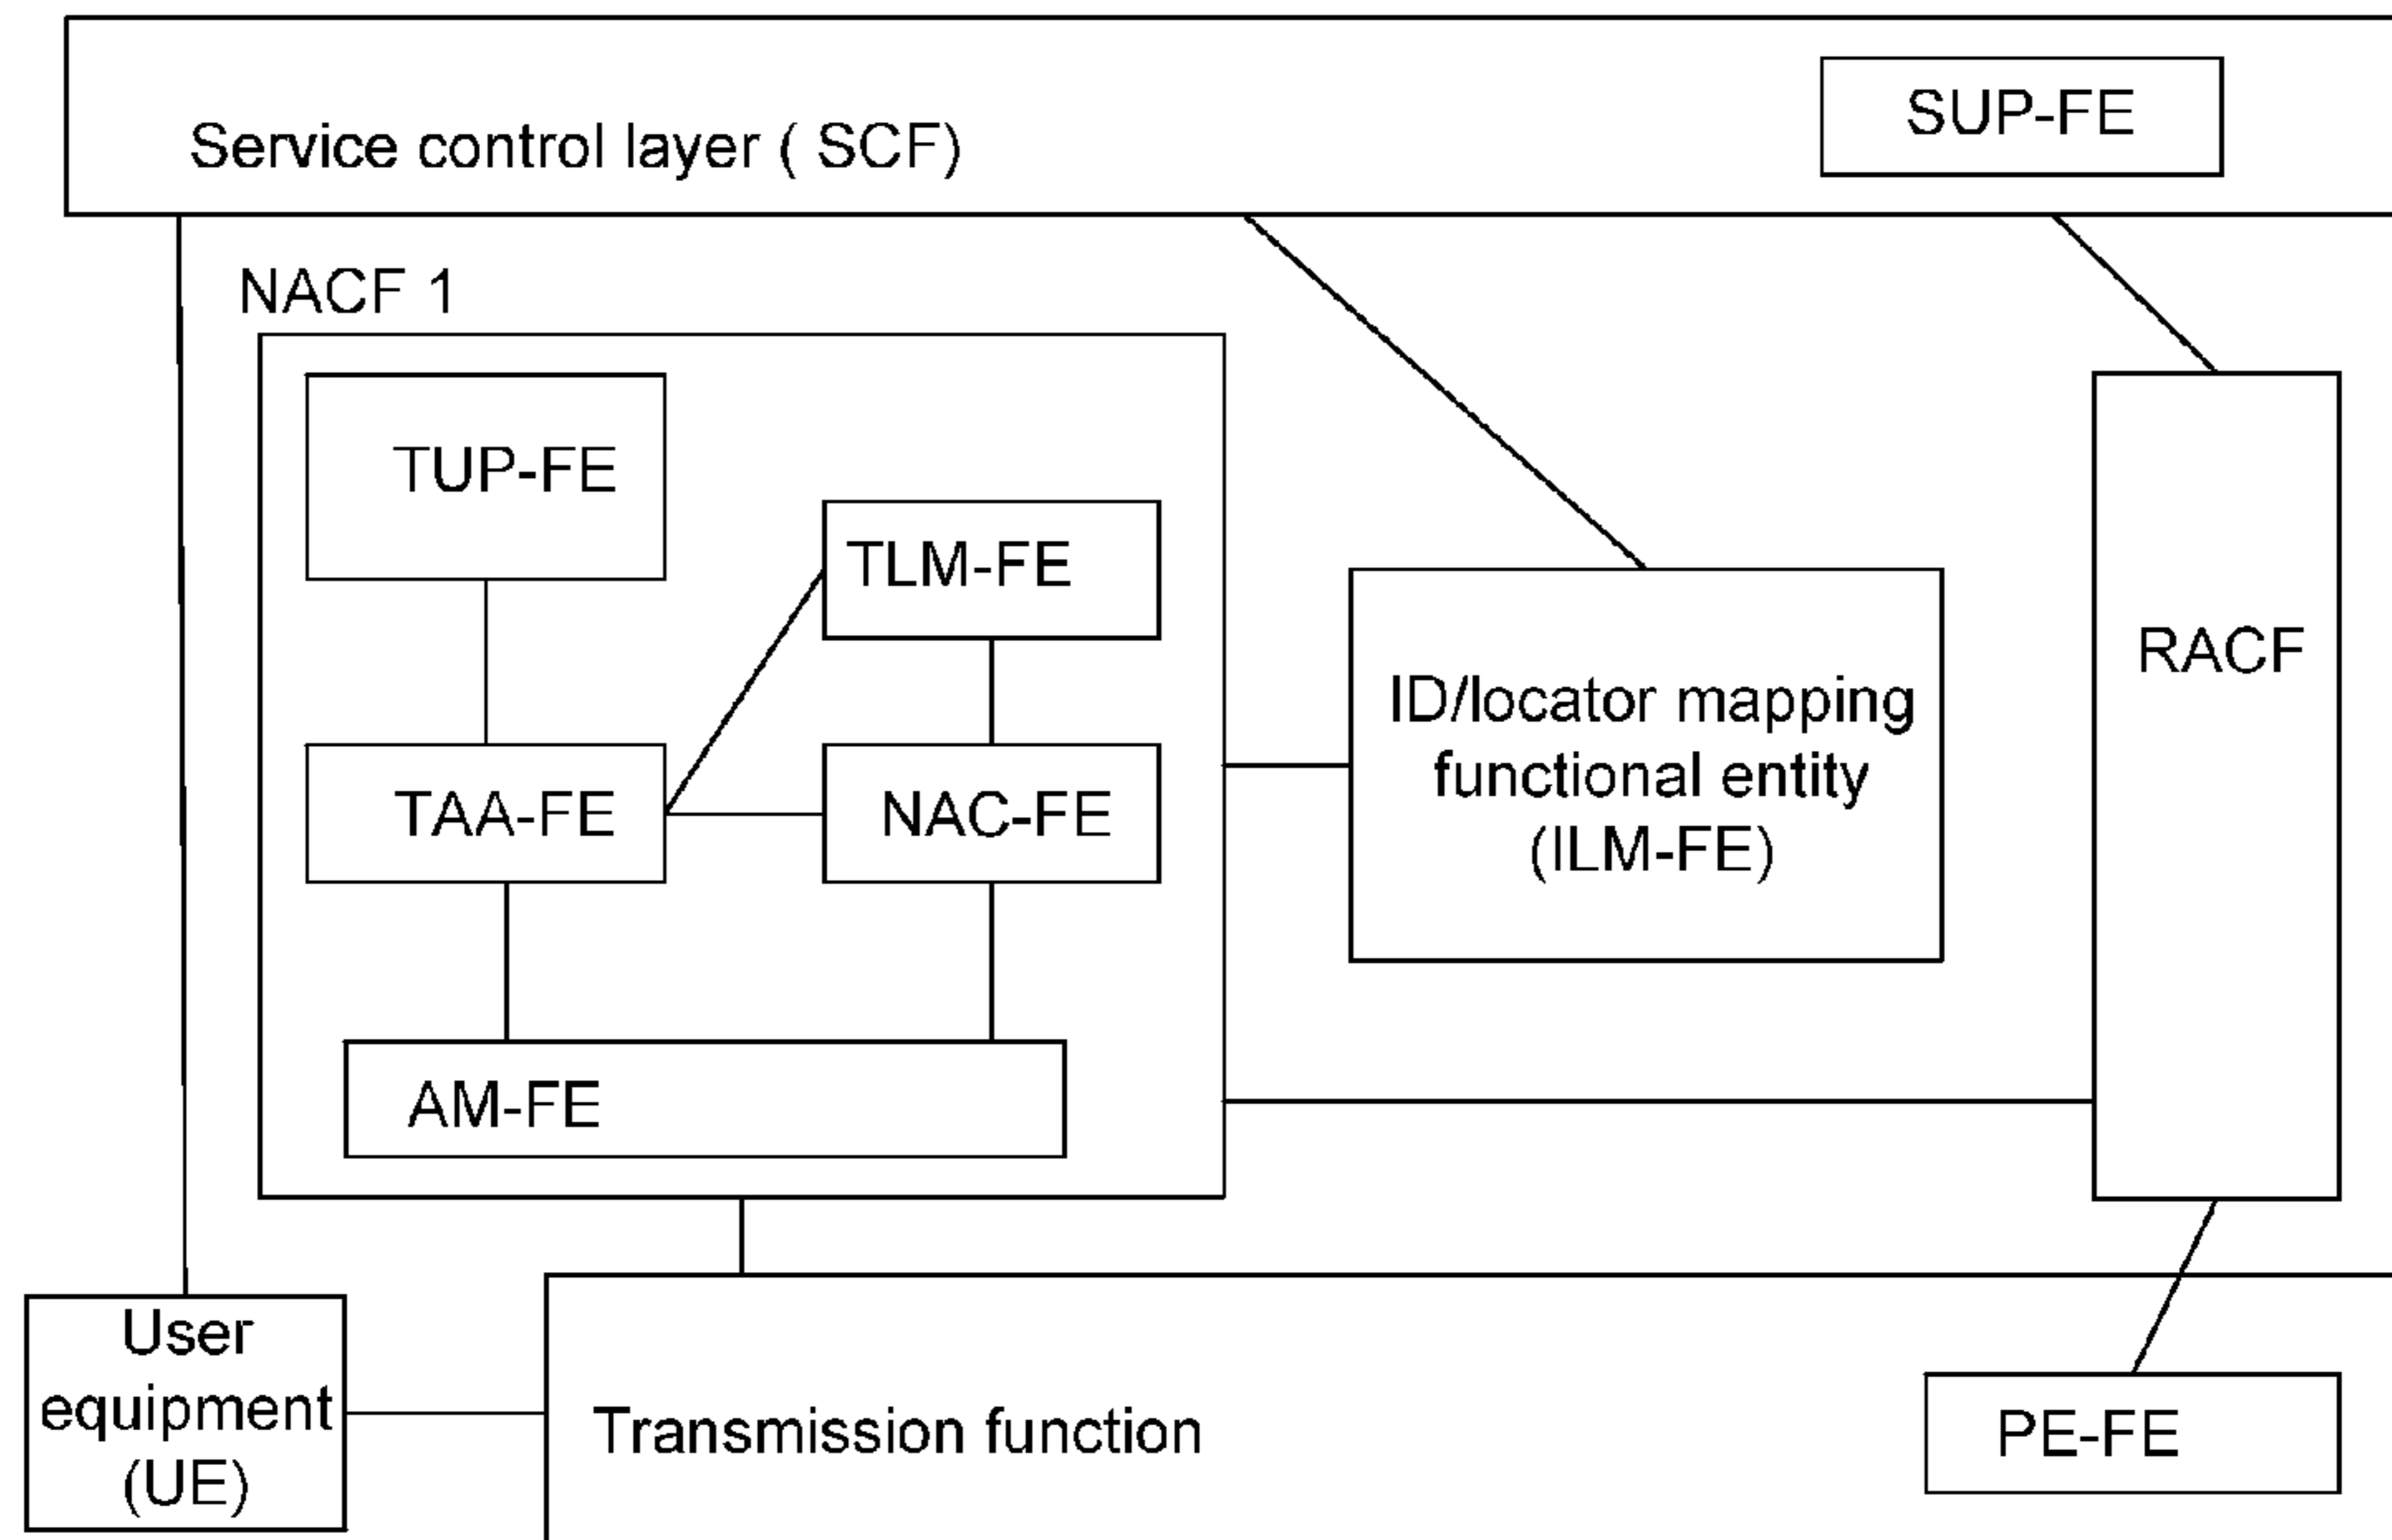 SUP-FE
Service control layer ( SCF)
NACF 1
TUP-FE
TLM-FE
TAA-FE
NAC-FE
AM-FE
ID/locator mapping
functional entity
(ILM-FE)
RACF
User
equipment
(UE)
Transmission function
PE-FE